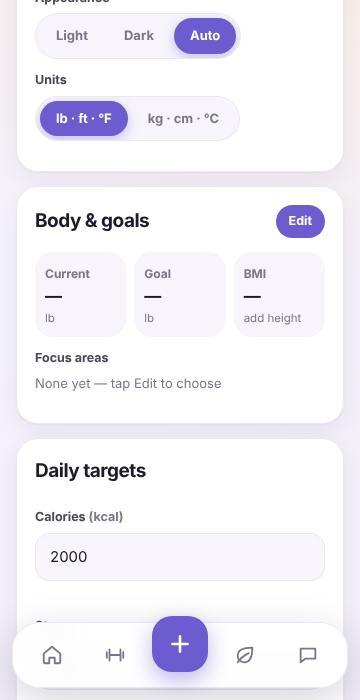 Appearance
Light Dark Auto
Units
lb · ft · °F kg · cm · °C
Body & goals Edit
Current Goal BMI
— — —
lb lb add height
Focus areas
None yet — tap Edit to choose
Daily targets
Calories (kcal)
2000